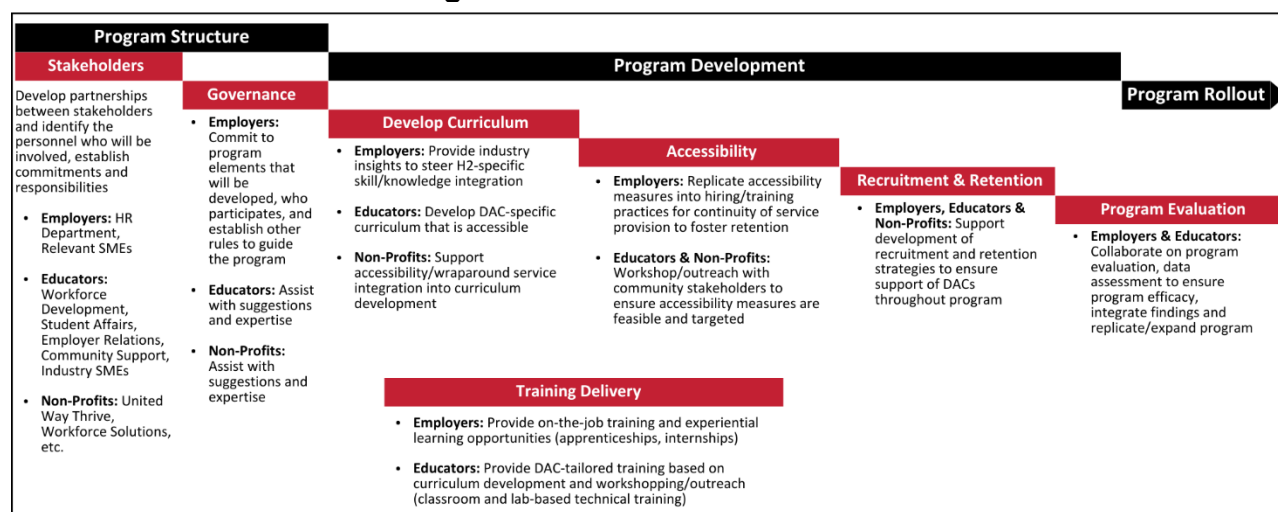 Program Structure
Stakeholders
Develop partnerships
between stakeholders
and identify the
personnel who will be
involved, establish
commitments and
responsibilities
• Employers: HR
Department,
Relevant SMEs
• Educators:
Workforce
Development,
Student Affairs,
Employer Relations,
Community Support,
Industry SMEs
• Non-Profits: United
Way Thrive,
Workforce Solutions,
etc.
Governance
• Employers:
Commit to
program
elements that
will be
developed, who
participates, and
establish other
rules to guide
the program
• Educators: Assist
with suggestions
and expertise
• Non-Profits:
Assist with
suggestions and
expertise
Program Development
Develop Curriculum
• Employers: Provide industry
insights to steer H2-specific
skill/knowledge integration
• Educators: Develop DAC-specific
curriculum that is accessible
• Non-Profits: Support
accessibility/wraparound service
integration into curriculum
development
Accessibility
• Employers: Replicate accessibility
measures into hiring/training
practices for continuity of service
provision to foster retention
• Educators & Non-Profits:
Workshop/outreach with
community stakeholders to
ensure accessibility measures are
feasible and targeted
Training Delivery
• Employers: Provide on-the-job training and experiential
learning opportunities (apprenticeships, internships)
• Educators: Provide DAC-tailored training based on
curriculum development and workshopping/outreach
(classroom and lab-based technical training)
Recruitment & Retention
• Employers, Educators &
Non-Profits: Support
development of
recruitment and retention
strategies to ensure
support of DACs
throughout program
Program Rollout
Program Evaluation
• Employers & Educators:
Collaborate on program
evaluation, data
assessment to ensure
program efficacy,
integrate findings and
replicate/expand program